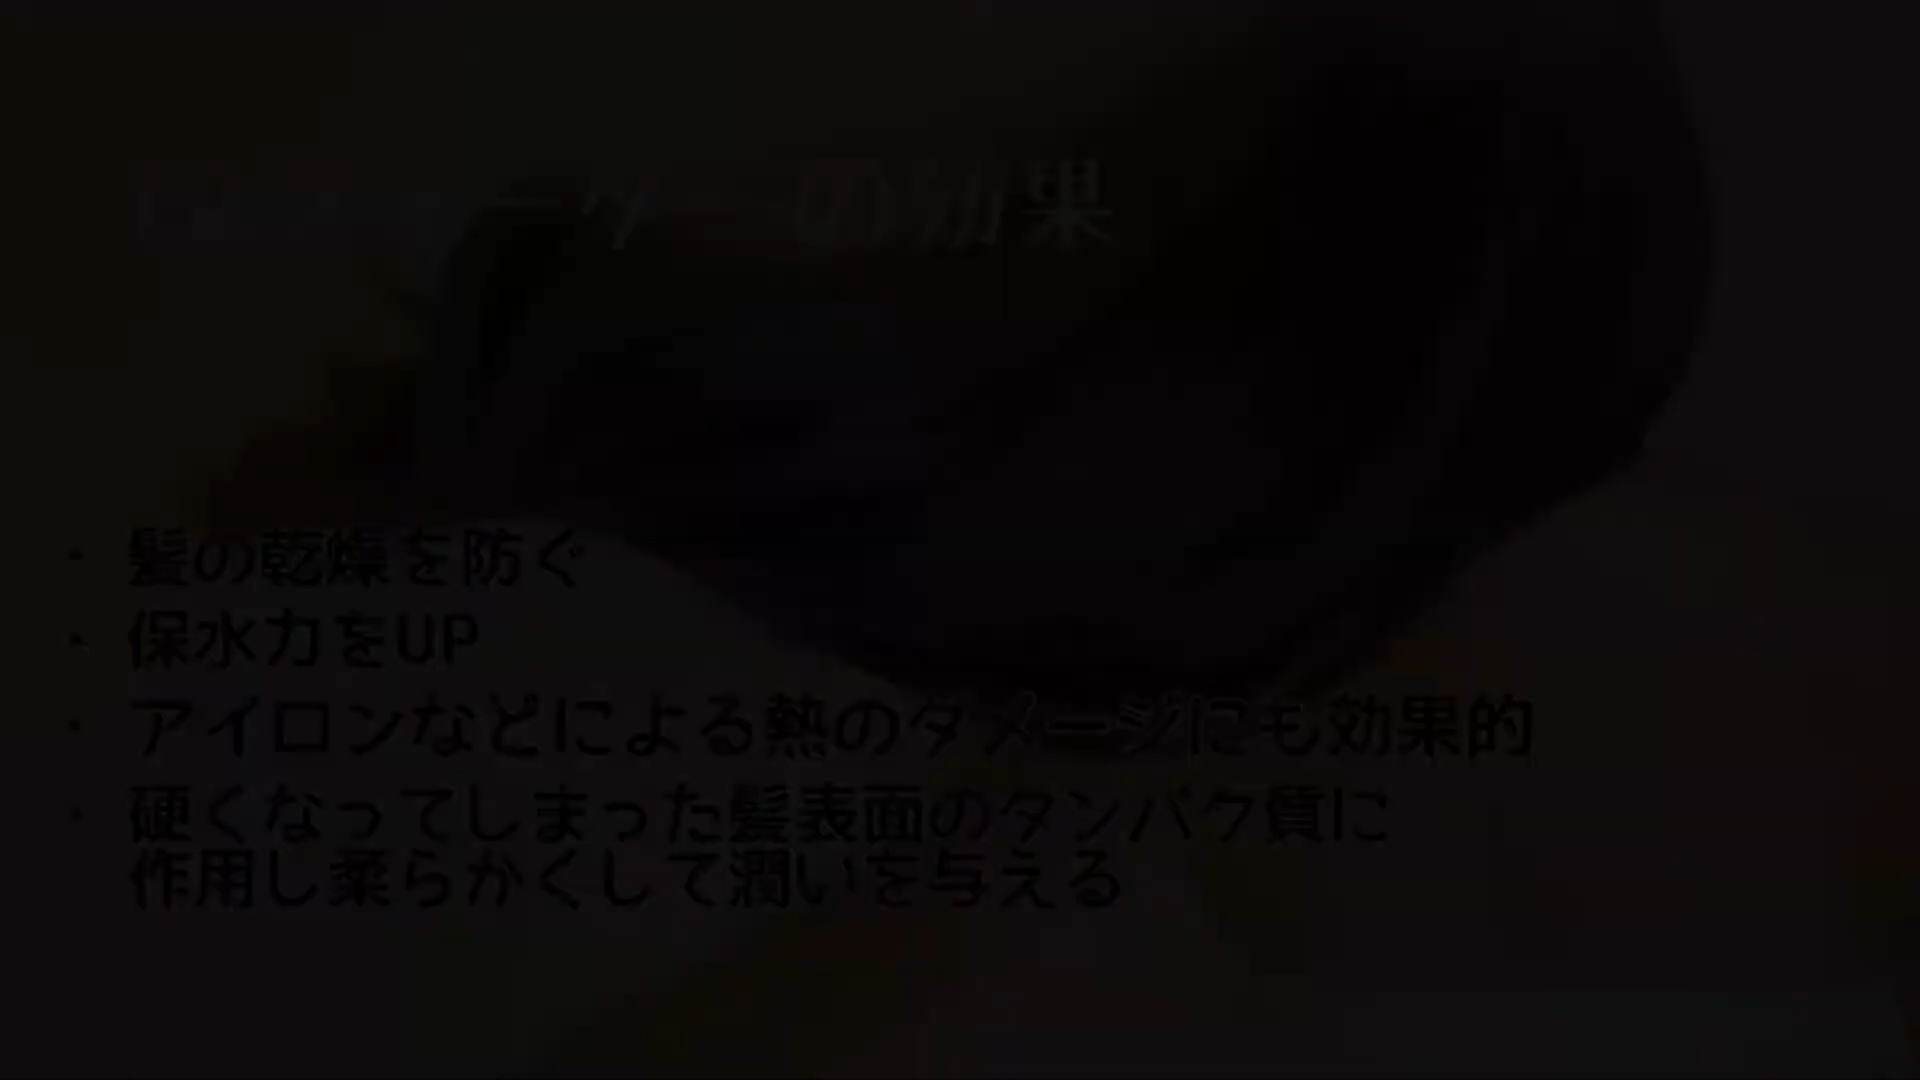 ーターの効果
・ 髪の乾燥を防ぐ
・ 保水力をUP
・ アイロンなどによる熱のダメージにも効果的
・ 硬くなってしまった髪表面のタンパク質に
作用し柔らかくして潤いを与える